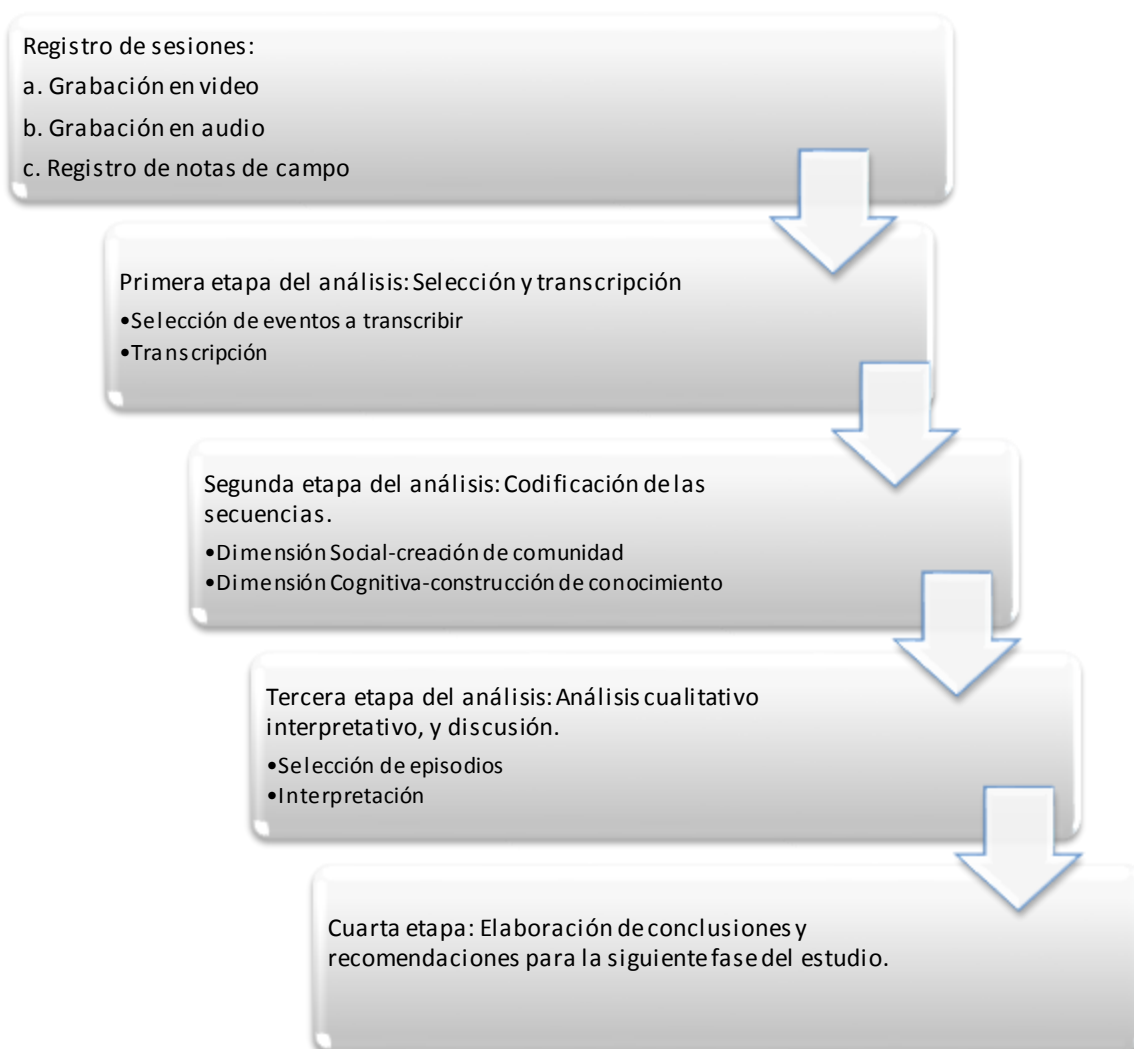 Registro de sesiones:
a. Grabación en video
b. Grabación en audio
c. Registro de notas de campo
Primera etapa del análisis: Selección y transcripción
•Selección de eventos a transcribir
•Transcripción
Segunda etapa del análisis: Codificación de las
secuencias.
•Dimensión Social-creación de comunidad
•Dimensión Cognitiva-construcción de conocimiento
Tercera etapa del análisis: Análisis cualitativo
interpretativo, y discusión.
•Selección de episodios
•Interpretación
Cuarta etapa: Elaboración de conclusiones y
recomendaciones para la siguiente fase del estudio.